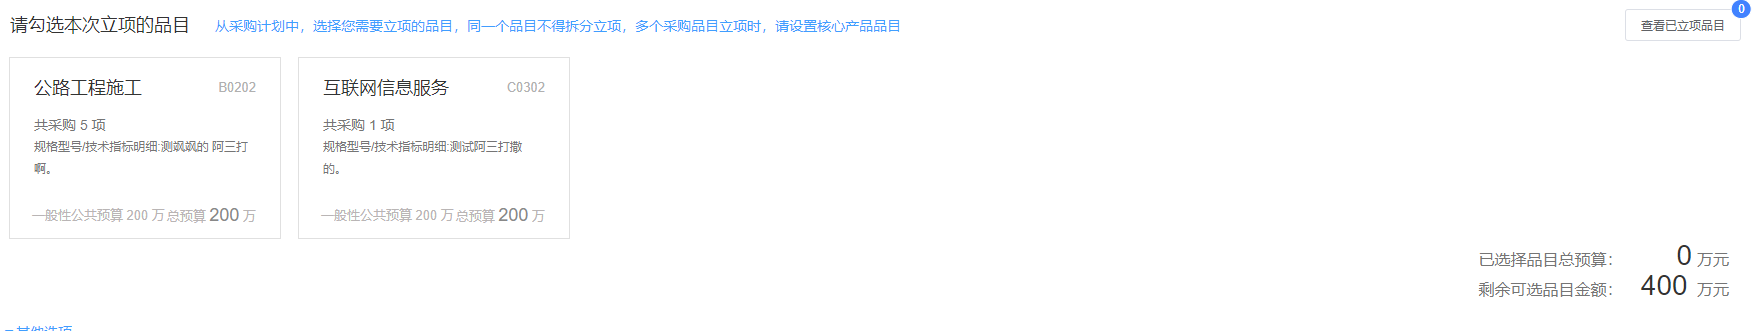 请勾选本次立项的品目 从采购计划中，选择您需要立项的品目，同一个品目不得拆分立项，多个采购品目立项时，请设置核心产品品目 查看已立项品目 0
公路工程施工 B0202
共采购 5 项
规格型号/技术指标明细:测飒飒的 阿三打
啊。
一般性公共预算 200 万 总预算 200 万
互联网信息服务 C0302
共采购 1 项
规格型号/技术指标明细:测试阿三打撒
的。
一般性公共预算 200 万 总预算 200 万
已选择品目总预算： 0 万元
剩余可选品目金额： 400 万元
其他选项